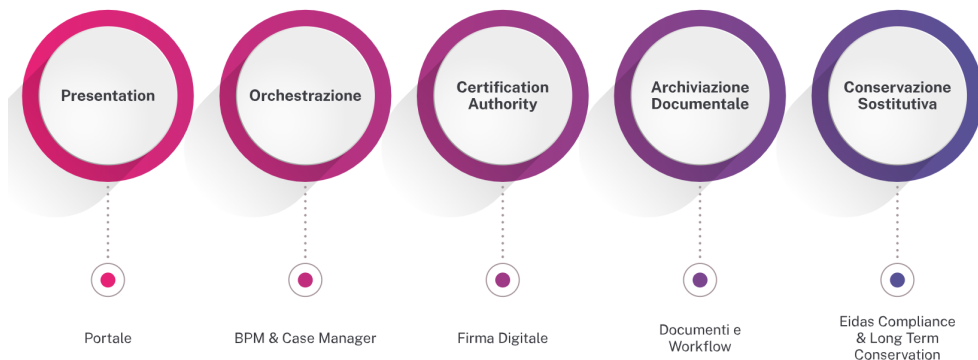 Presentation
Orchestrazione
Certification
Authority
Archiviazione
Documentale
Conservazione
Sostitutiva
Portale
BPM & Case Manager
Firma Digitale
Documenti e
Workflow
Eidas Compliance
& Long Term
Conservation